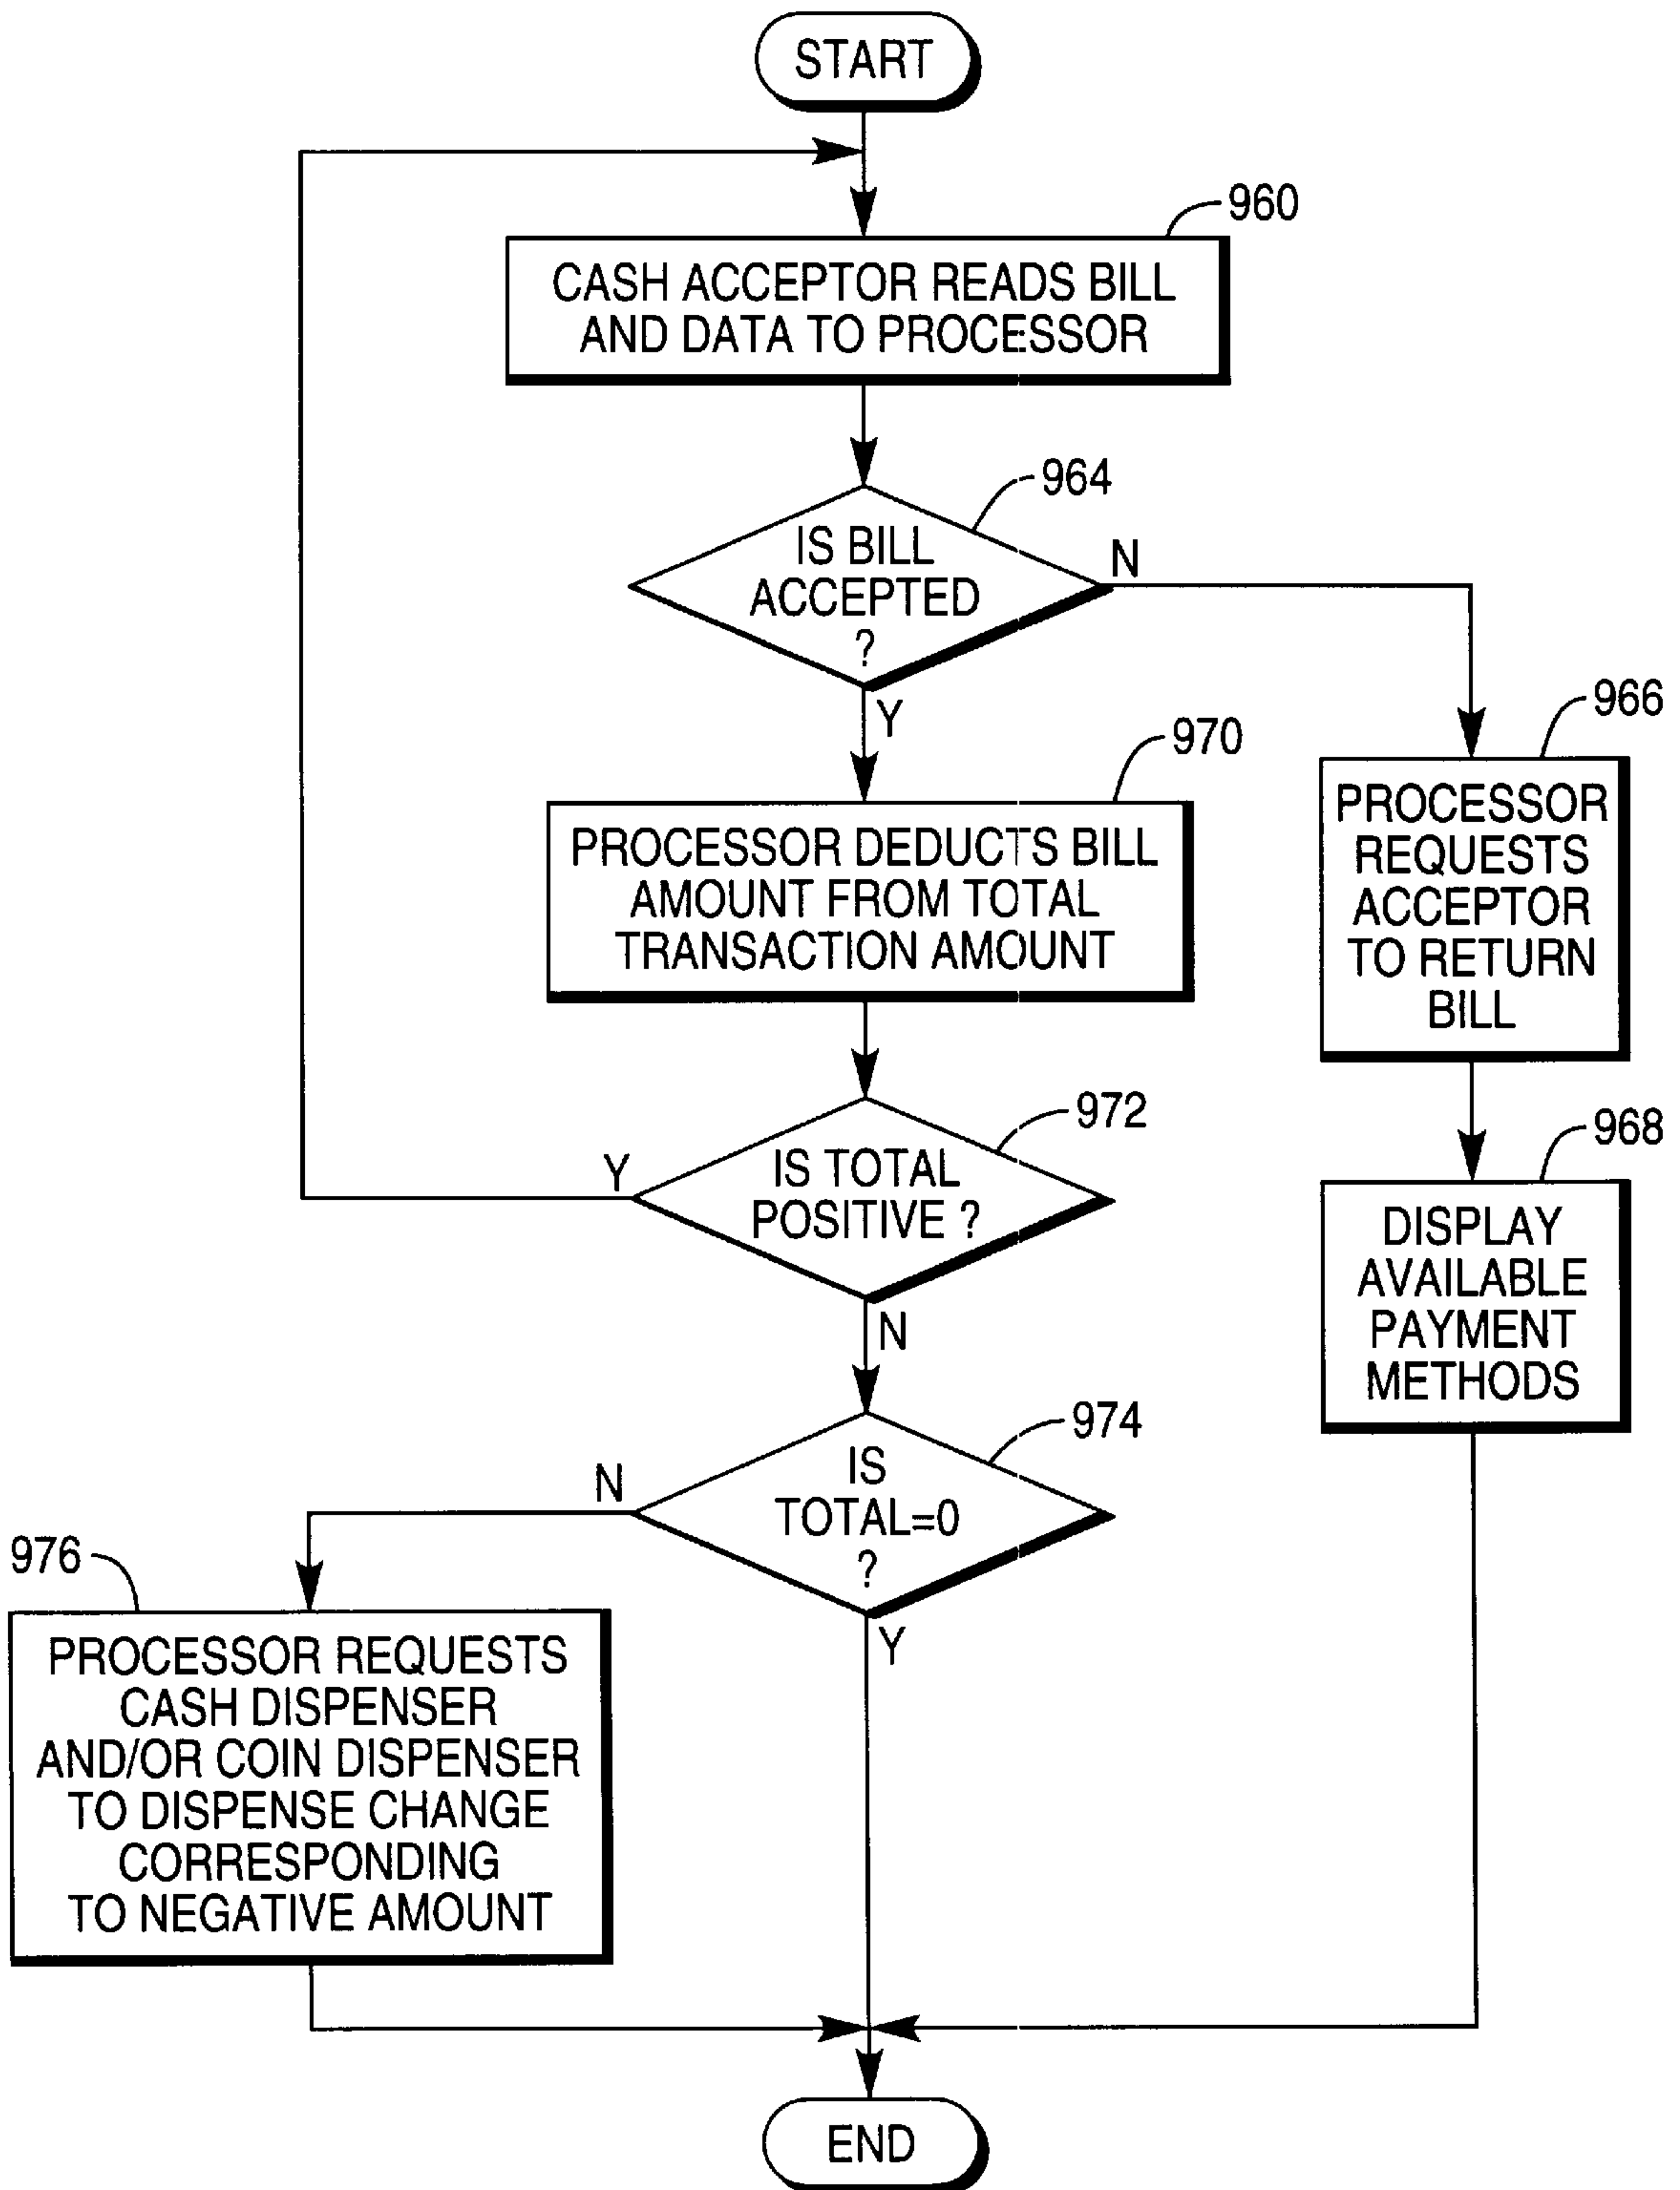 START
960
CASH ACCEPTOR READS BILL
AND DATA TO PROCESSOR
964
IS BILL
ACCEPTED
?
N
Y
966
PROCESSOR
REQUESTS
ACCEPTOR
TO RETURN
BILL
970
PROCESSOR DEDUCTS BILL
AMOUNT FROM TOTAL
TRANSACTION AMOUNT
972
IS TOTAL
POSITIVE ?
Y
N
968
DISPLAY
AVAILABLE
PAYMENT
METHODS
974
IS
TOTAL=0
?
N
Y
976
PROCESSOR REQUESTS
CASH DISPENSER
AND/OR COIN DISPENSER
TO DISPENSE CHANGE
CORRESPONDING
TO NEGATIVE AMOUNT
END